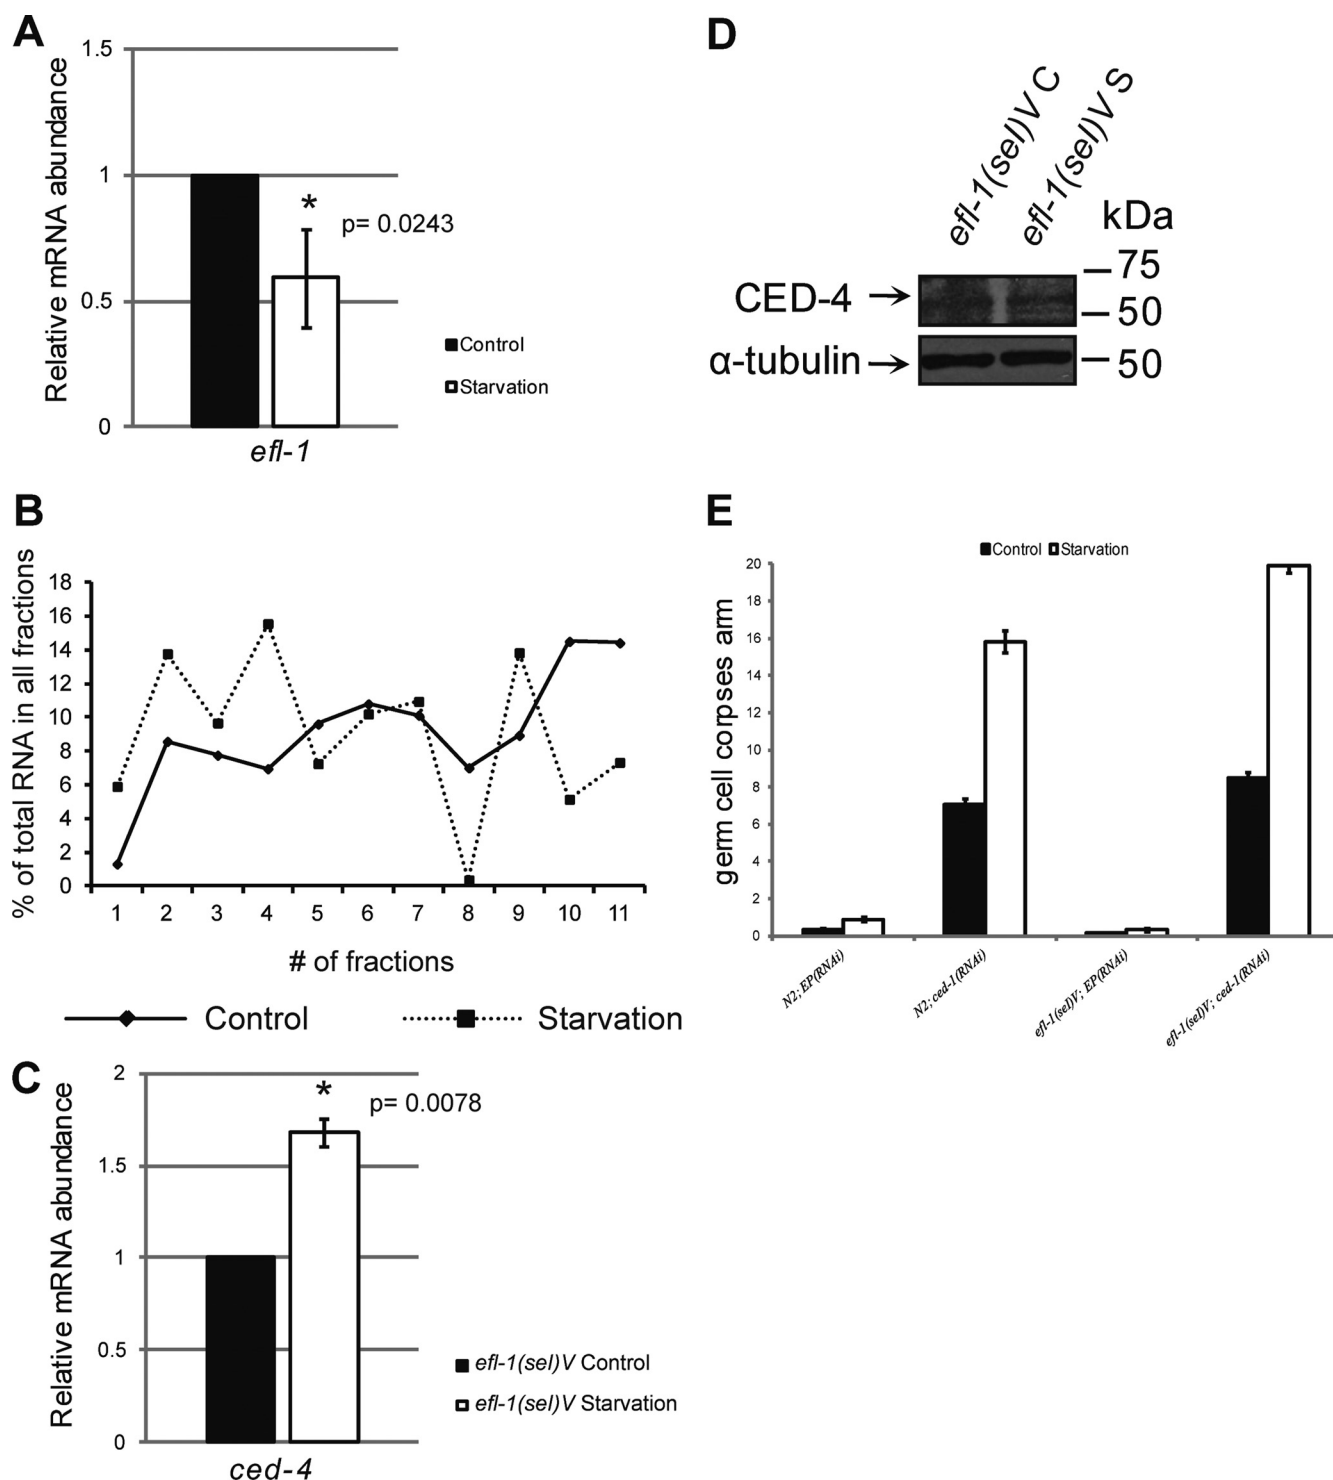 A
Relative mRNA abundance
1.5
1
0.5
0
*
p= 0.0243
Control
Starvation
efl-1
B
% of total RNA in all fractions
18
16
14
12
10
8
6
4
2
0
1 2 3 4 5 6 7 8 9 10 11
# of fractions
Control Starvation
C
Relative mRNA abundance
2
1.5
1
0.5
0
*
p= 0.0078
efl-1(sel)V Control
efl-1(sel)V Starvation
ced-4
D
efl-1(sel)V C
efl-1(sel)V S
kDa
75
CED-4
50
α-tubulin
50
E
Control Starvation
germ cell corpses arm
20
18
16
14
12
10
8
6
4
2
0
N2; EP(RNAi)
N2; ced-1(RNAi)
efl-1(sel)V; EP(RNAi)
efl-1(sel)V; ced-1(RNAi)